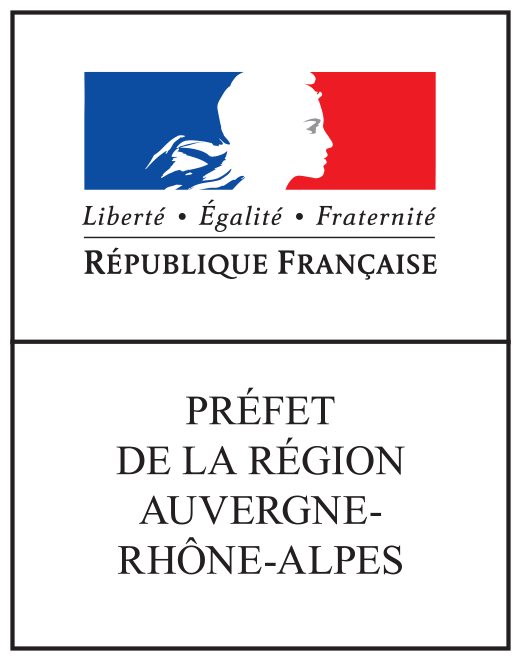 Liberté • Égalité • Fraternité
RÉPUBLIQUE FRANÇAISE
PRÉFET
DE LA RÉGION
AUVERGNE-
RHÔNE-ALPES